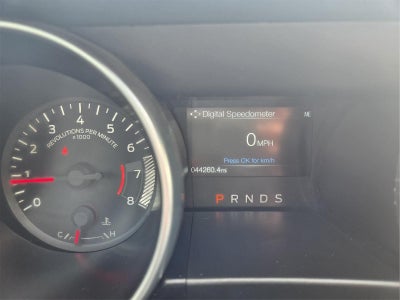 Digital Speedometer NE
0 MPH
Press OK for km/h
044260.4mi
P R N D S
0
1
2
3
4
5
6
7
8
REVOLUTIONS PER MINUTE
x1000
C H